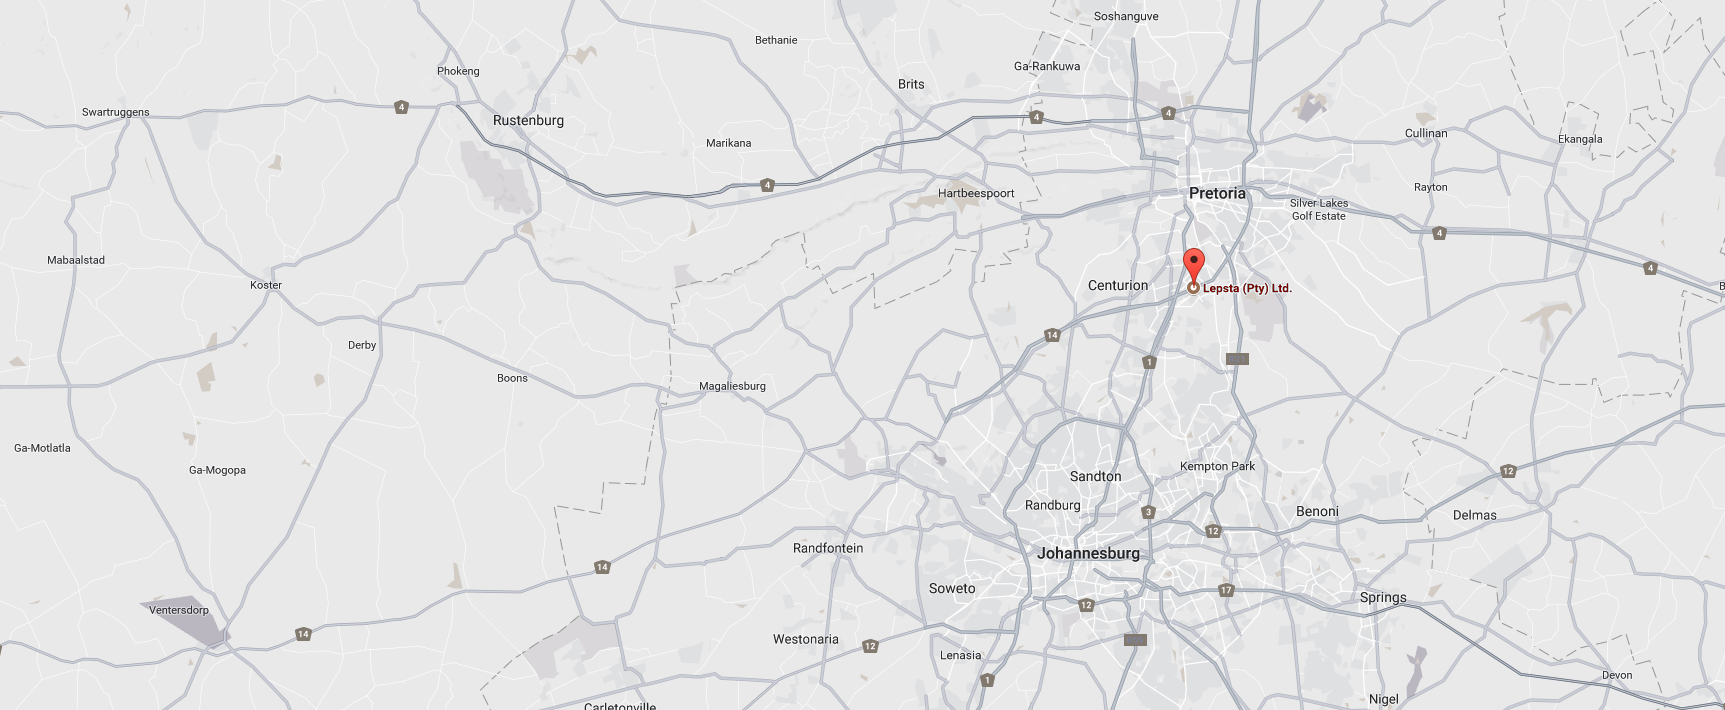 Soshanguve
Bethanie
Ga-Rankuwa
Phokeng
Brits
4
Swartruggens
4
4
Rustenburg
Cullinan
Ekangala
Marikana
4
Rayton
Hartbeespoort
Pretoria
Silver Lakes
Golf Estate
4
Mabaalstad
4
Koster
Centurion
Lepsta (Pty) Ltd.
B
14
Derby
1
Boons
Magaliesburg
Ga-Motlatla
Ga-Mogopa
Kempton Park
12
Sandton
Randburg
3
Benoni
Delmas
12
Randfontein
Johannesburg
14
Soweto
17
Springs
12
Ventersdorp
14
Westonaria
12
Lenasia
Devon
1
Nigel
Carletonville